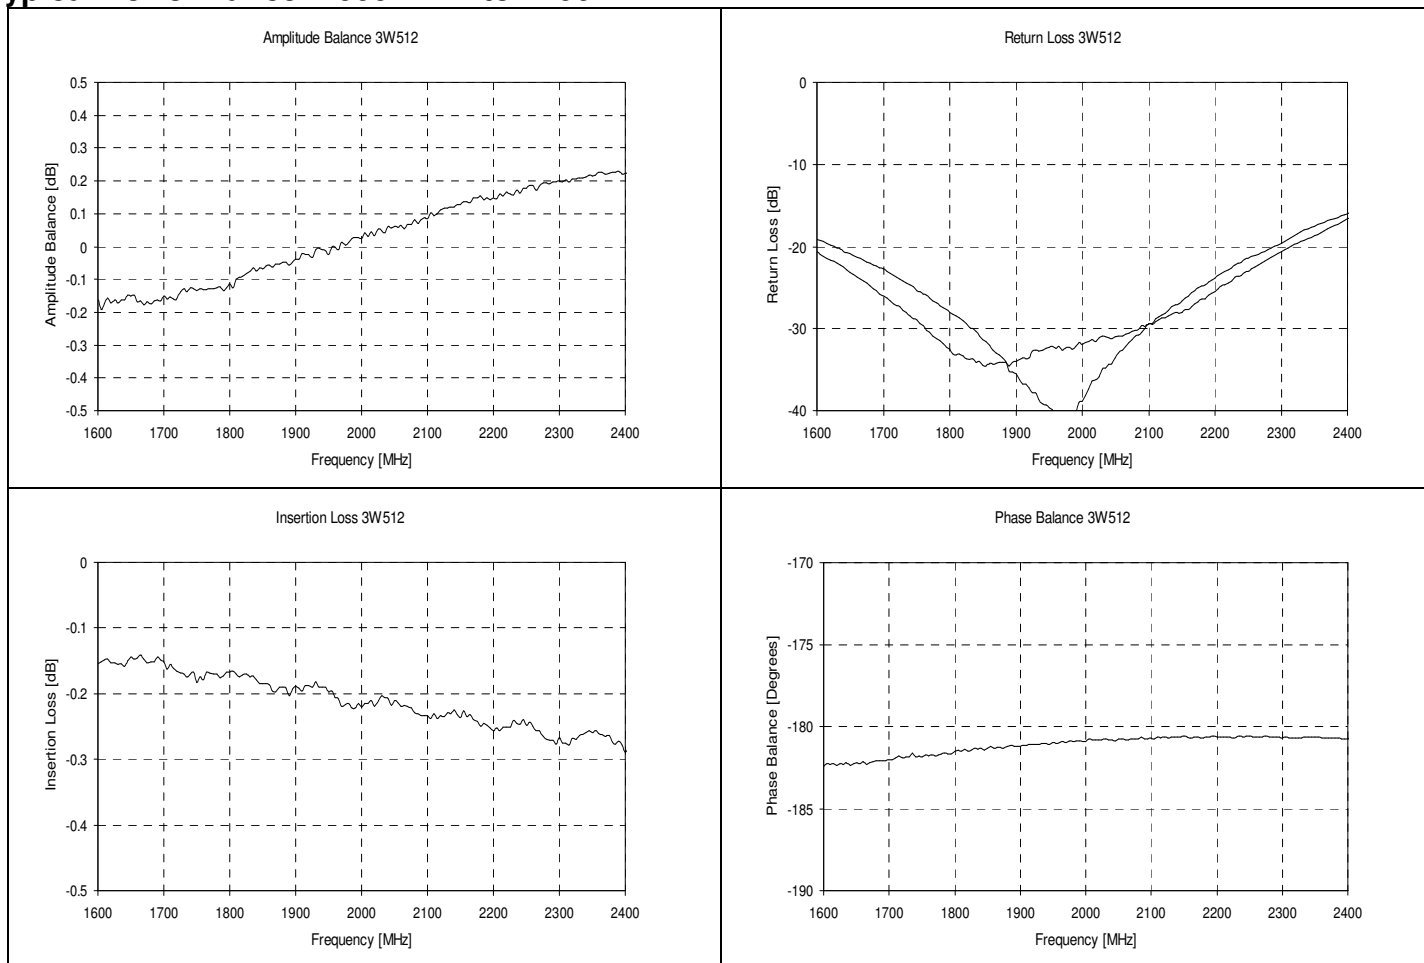 Amplitude Balance 3W512
Amplitude Balance [dB]
0.5
0.4
0.3
0.2
0.1
0
-0.1
-0.2
-0.3
-0.4
-0.5
1600 1700 1800 1900 2000 2100 2200 2300 2400
Frequency [MHz]
Return Loss 3W512
Return Loss [dB]
0
-10
-20
-30
-40
1600 1700 1800 1900 2000 2100 2200 2300 2400
Frequency [MHz]
Insertion Loss 3W512
Insertion Loss [dB]
0
-0.1
-0.2
-0.3
-0.4
-0.5
1600 1700 1800 1900 2000 2100 2200 2300 2400
Frequency [MHz]
Phase Balance 3W512
Phase Balance [Degrees]
-170
-175
-180
-185
-190
1600 1700 1800 1900 2000 2100 2200 2300 2400
Frequency [MHz]